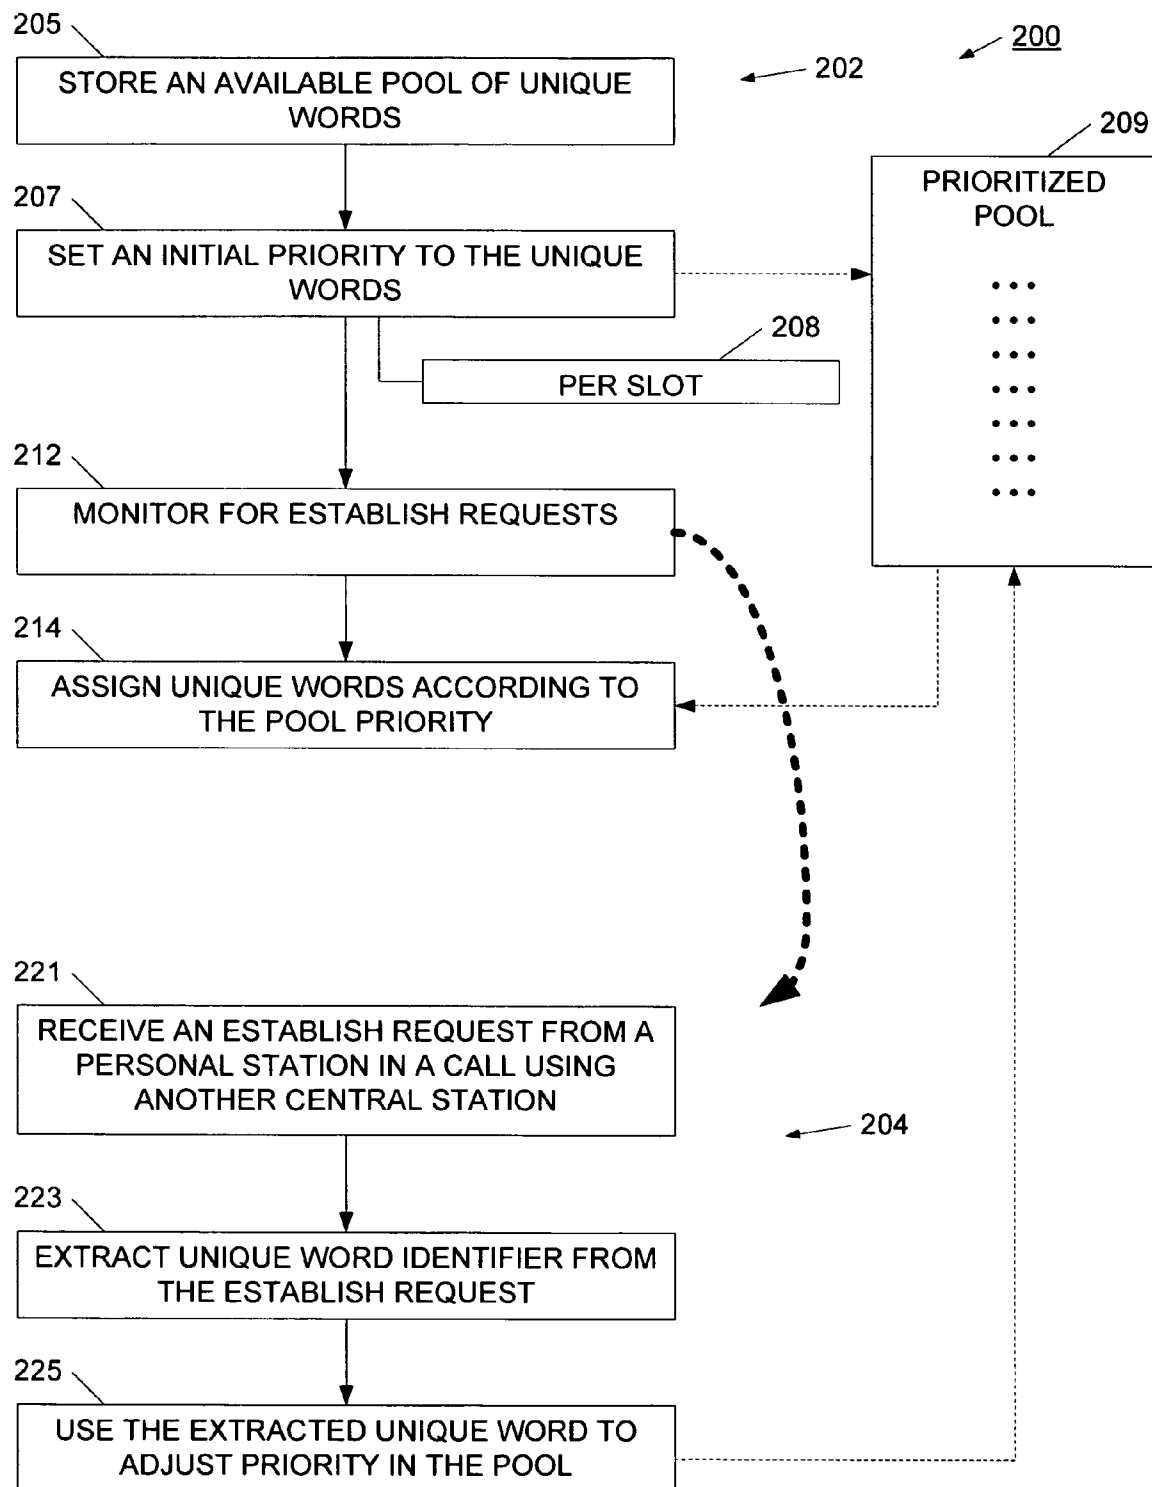 205
200
STORE AN AVAILABLE POOL OF UNIQUE
WORDS
202
209
PRIORITIZED
POOL
207
SET AN INITIAL PRIORITY TO THE UNIQUE
WORDS
208
PER SLOT
212
MONITOR FOR ESTABLISH REQUESTS
214
ASSIGN UNIQUE WORDS ACCORDING TO
THE POOL PRIORITY
221
RECEIVE AN ESTABLISH REQUEST FROM A
PERSONAL STATION IN A CALL USING
ANOTHER CENTRAL STATION
204
223
EXTRACT UNIQUE WORD IDENTIFIER FROM
THE ESTABLISH REQUEST
225
USE THE EXTRACTED UNIQUE WORD TO
ADJUST PRIORITY IN THE POOL